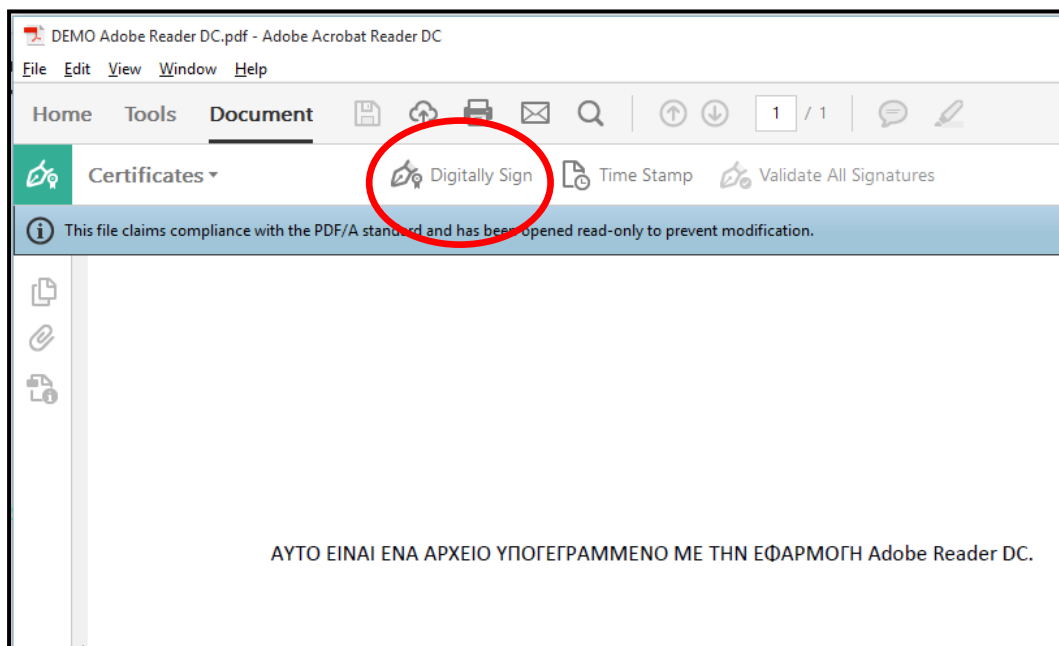 DEMO Adobe Reader DC.pdf - Adobe Acrobat Reader DC
File Edit View Window Help
Home Tools Document 1 / 1
Certificates Digitally Sign Time Stamp Validate All Signatures
This file claims compliance with the PDF/A standard and has been opened read-only to prevent modification.
ΑΥΤΟ ΕΙΝΑΙ ΕΝΑ ΑΡΧΕΙΟ ΥΠΟΓΕΓΡΑΜΜΕΝΟ ΜΕ ΤΗΝ ΕΦΑΡΜΟΓΗ Adobe Reader DC.